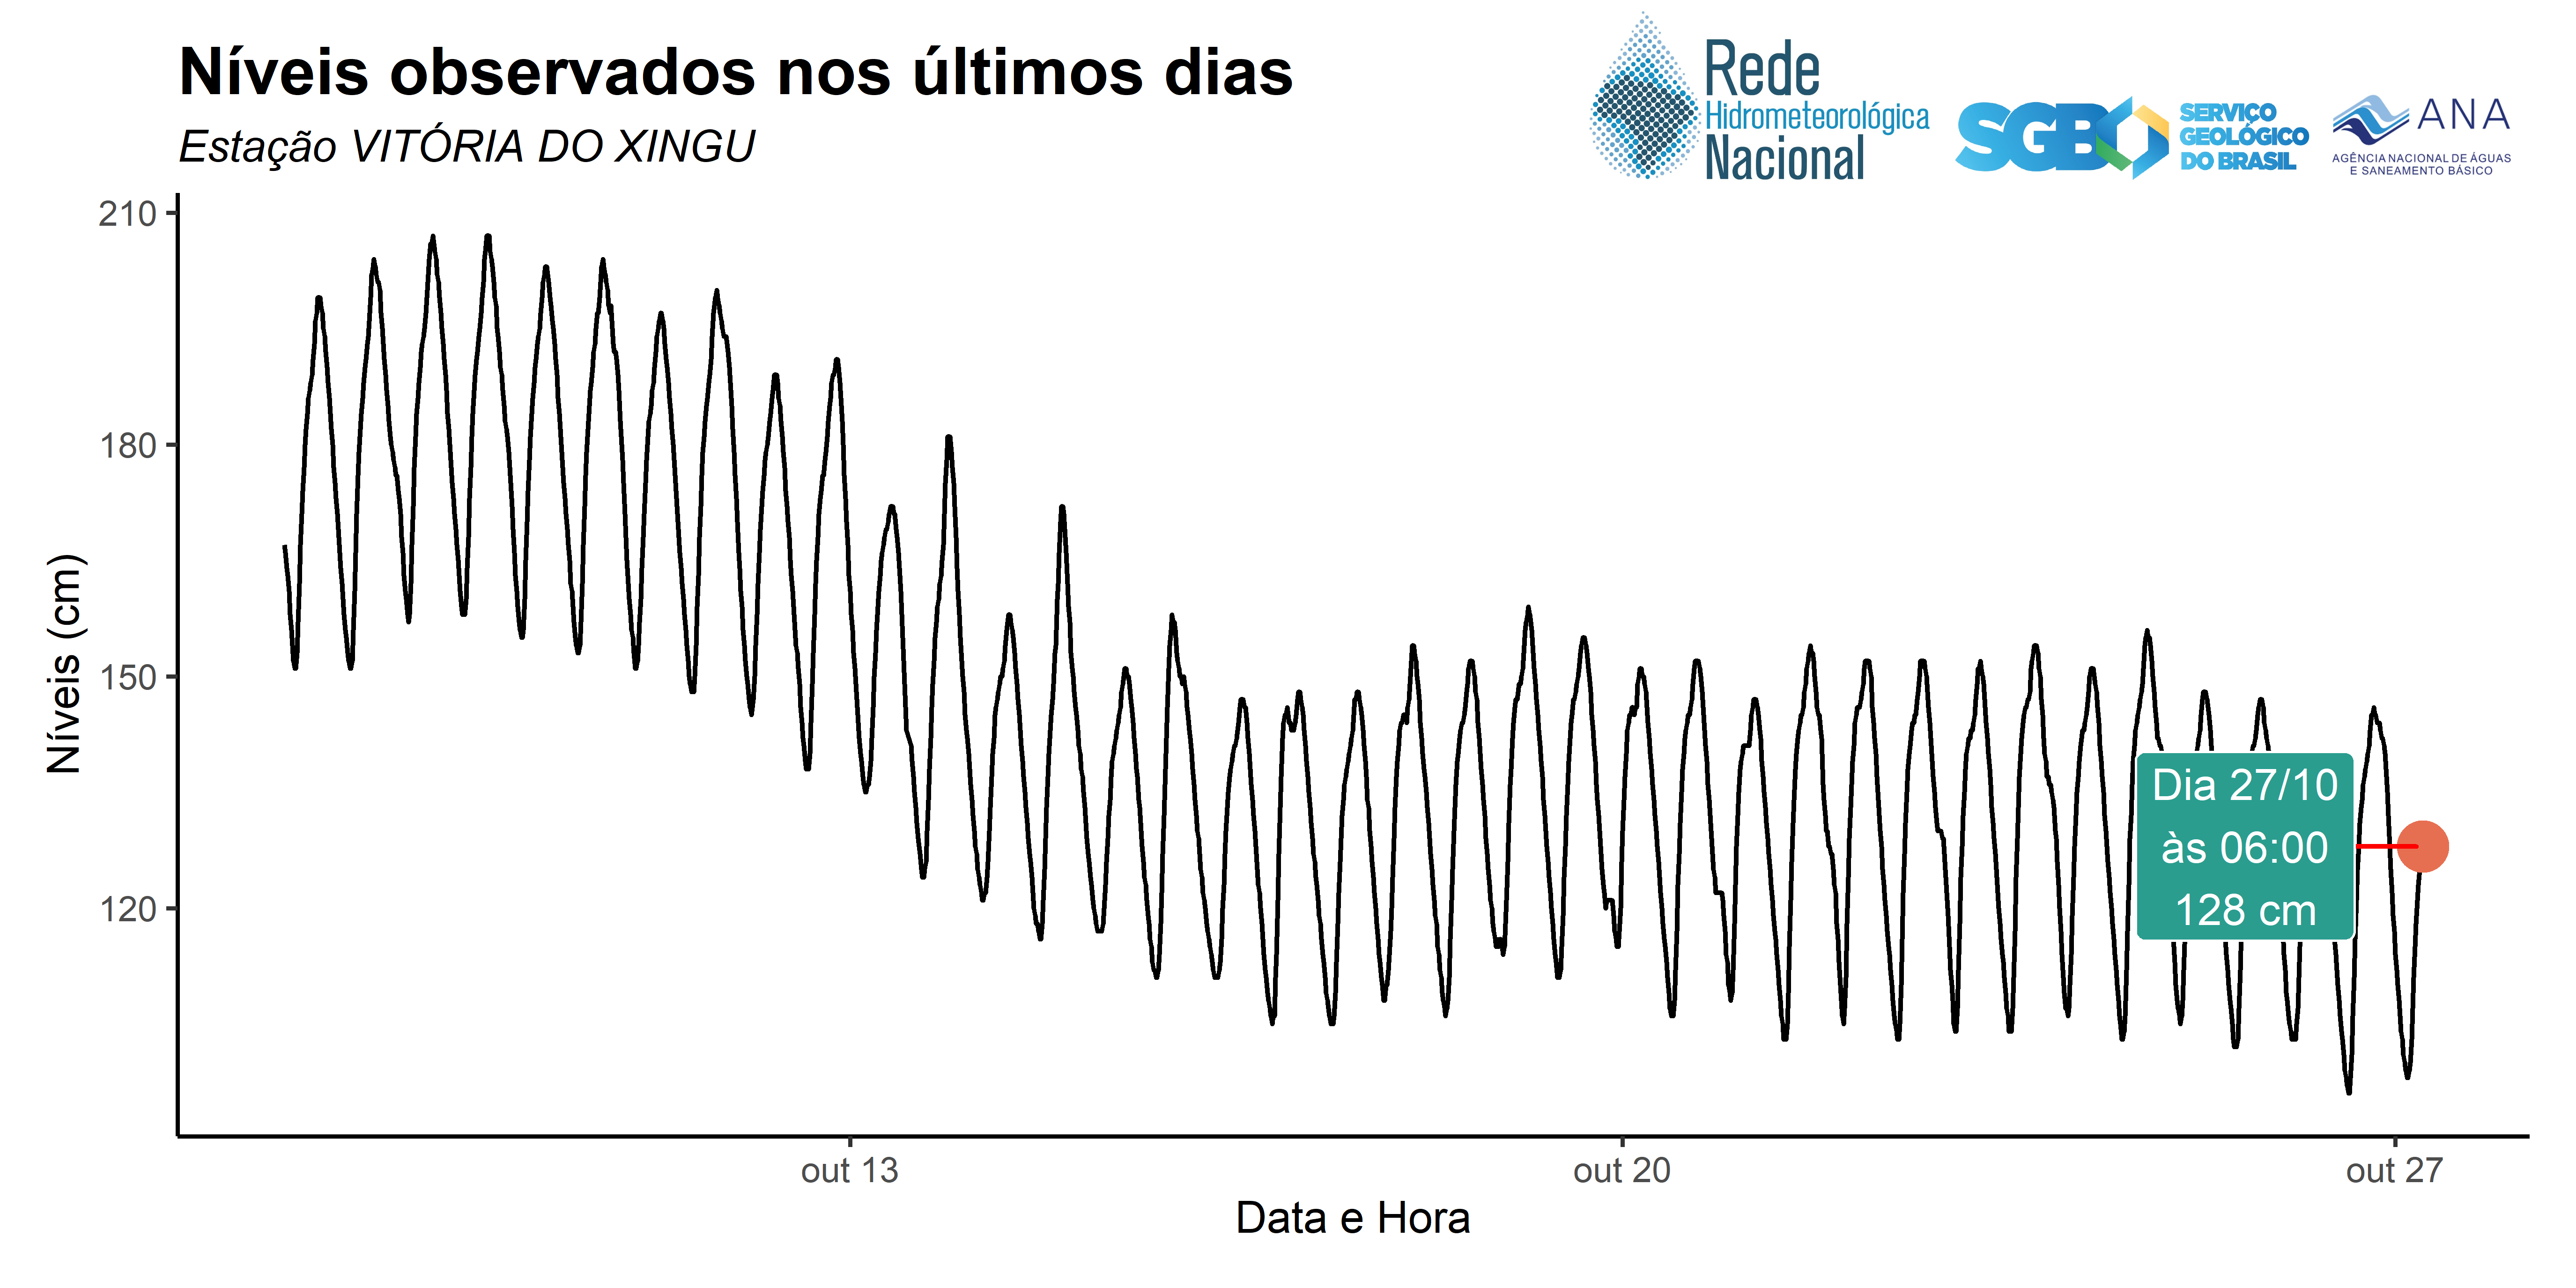 Níveis observados nos últimos dias
Estação VITÓRIA DO XINGU
Rede
Hidrometeorológica
Nacional
SGB
SERVIÇO
GEOLÓGICO
DO BRASIL
ANA
AGÊNCIA NACIONAL DE ÁGUAS
E SANEAMENTO BÁSICO
210
180
150
120
Níveis (cm)
Dia 27/10
às 06:00
128 cm
out 13
out 20
out 27
Data e Hora